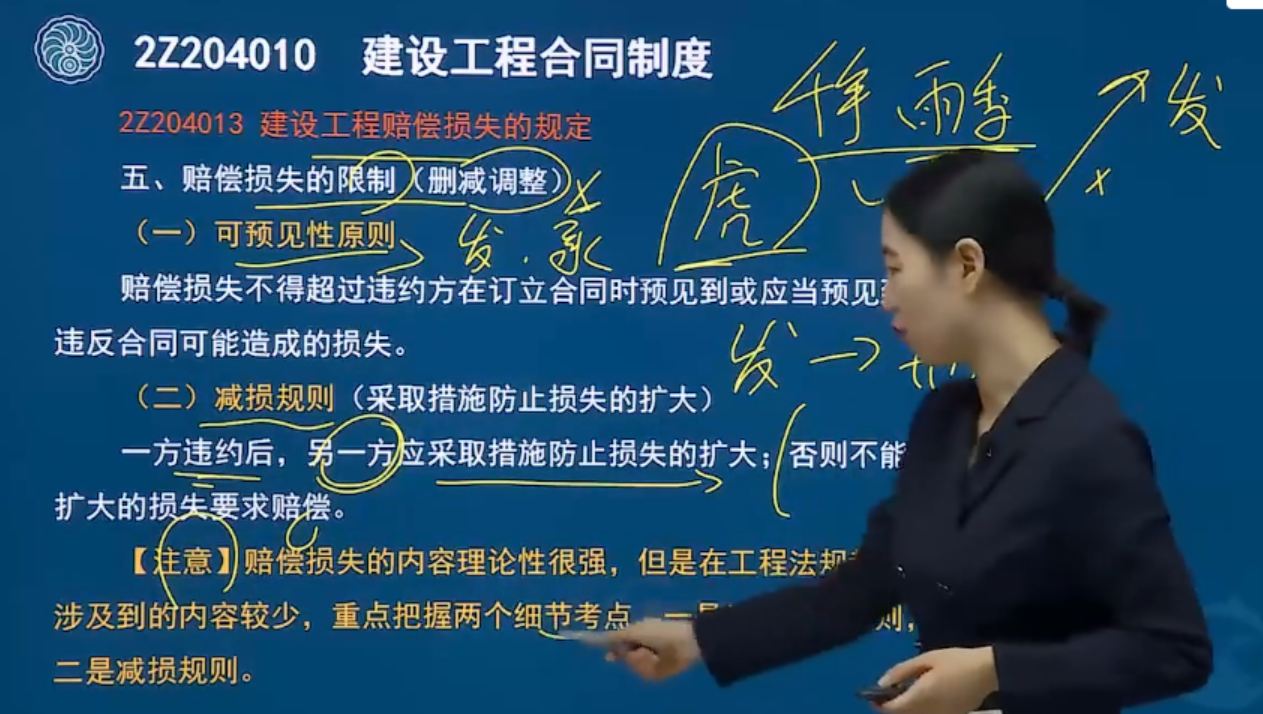 2Z204010 建设工程合同制度
2Z204013 建设工程赔偿损失的规定
停 雨季
发
五、赔偿损失的限制（删减调整）
虎
（一）可预见性原则
发.承
赔偿损失不得超过违约方在订立合同时预见到或应当预见
违反合同可能造成的损失。
发
（二）减损规则（采取措施防止损失的扩大）
一方违约后，另一方应采取措施防止损失的扩大；否则不能
扩大的损失要求赔偿。
【注意】赔偿损失的内容理论性很强，但是在工程法规
涉及到的内容较少，重点把握两个细节考点，一是
则，
二是减损规则。